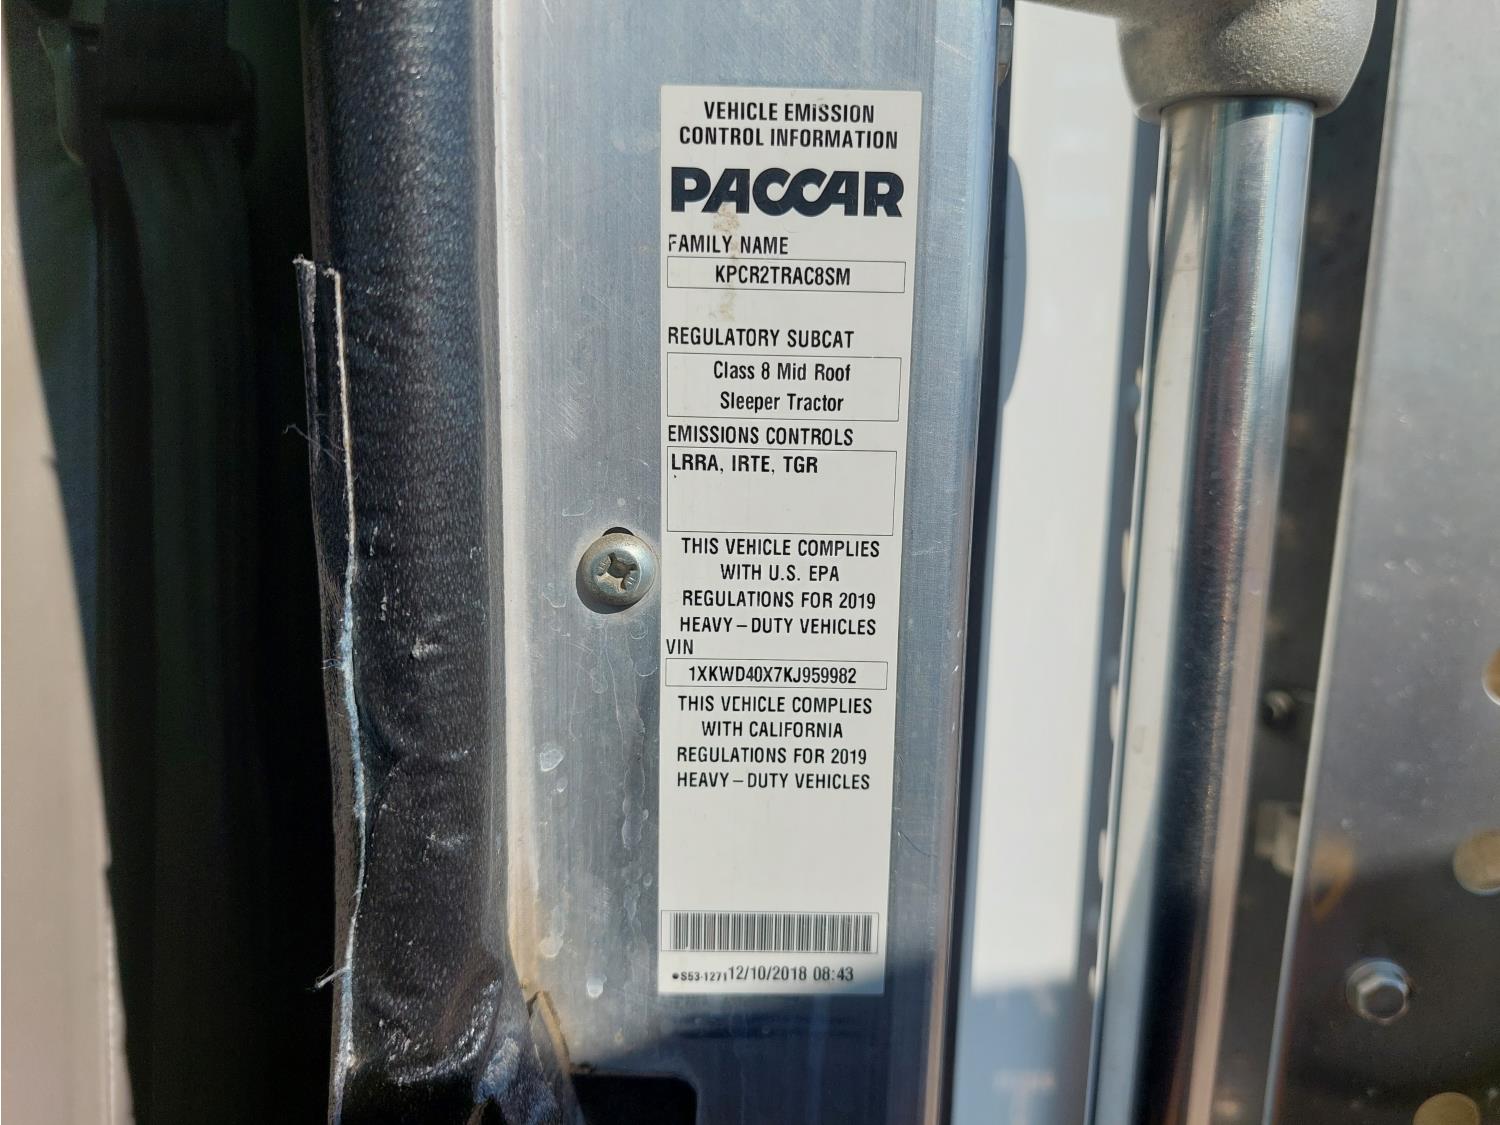 VEHICLE EMISSION
CONTROL INFORMATION
PACCAR
FAMILY NAME
KPCR2TRAC8SM
REGULATORY SUBCAT
Class 8 Mid Roof
Sleeper Tractor
EMISSIONS CONTROLS
LRRA, IRTE, TGR
THIS VEHICLE COMPLIES
WITH U.S. EPA
REGULATIONS FOR 2019
HEAVY – DUTY VEHICLES
VIN
1XKWD40X7KJ959982
THIS VEHICLE COMPLIES
WITH CALIFORNIA
REGULATIONS FOR 2019
HEAVY – DUTY VEHICLES
•S53-1271 12/10/2018 08:43